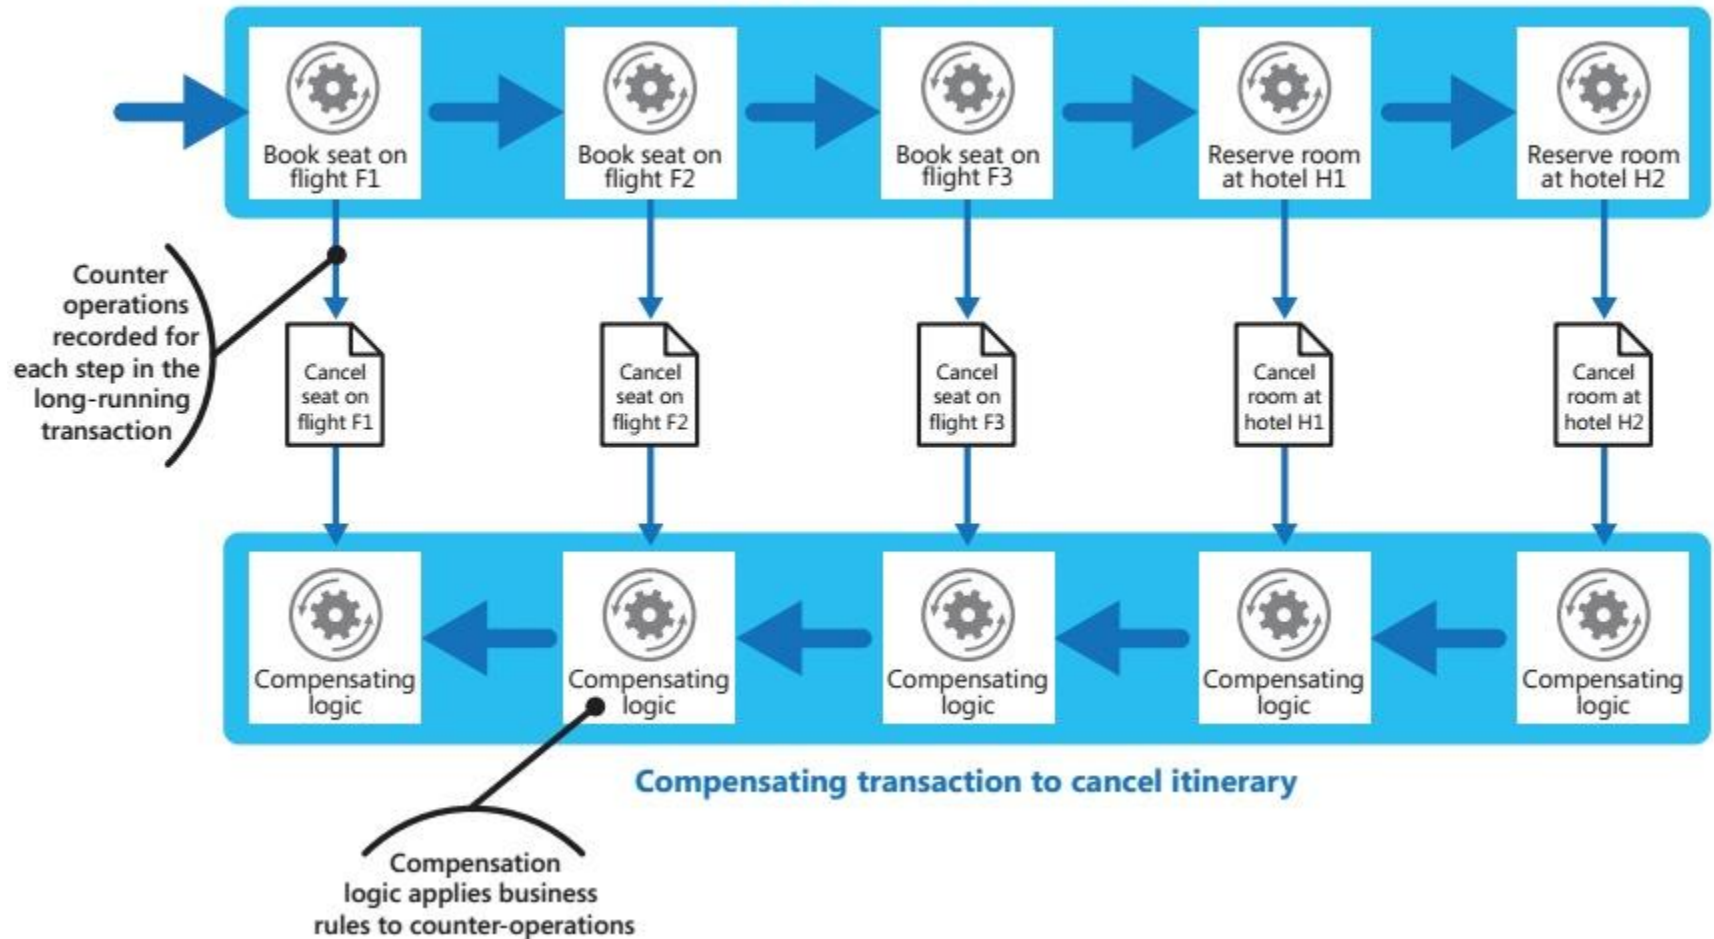 Book seat on
flight F1
Book seat on
flight F2
Book seat on
flight F3
Reserve room
at hotel H1
Reserve room
at hotel H2
Counter
operations
recorded for
each step in the
long-running
transaction
Cancel
seat on
flight F1
Cancel
seat on
flight F2
Cancel
seat on
flight F3
Cancel
room at
hotel H1
Cancel
room at
hotel H2
Compensating
logic
Compensating
logic
Compensating
logic
Compensating
logic
Compensating
logic
Compensating transaction to cancel itinerary
Compensation
logic applies business
rules to counter-operations